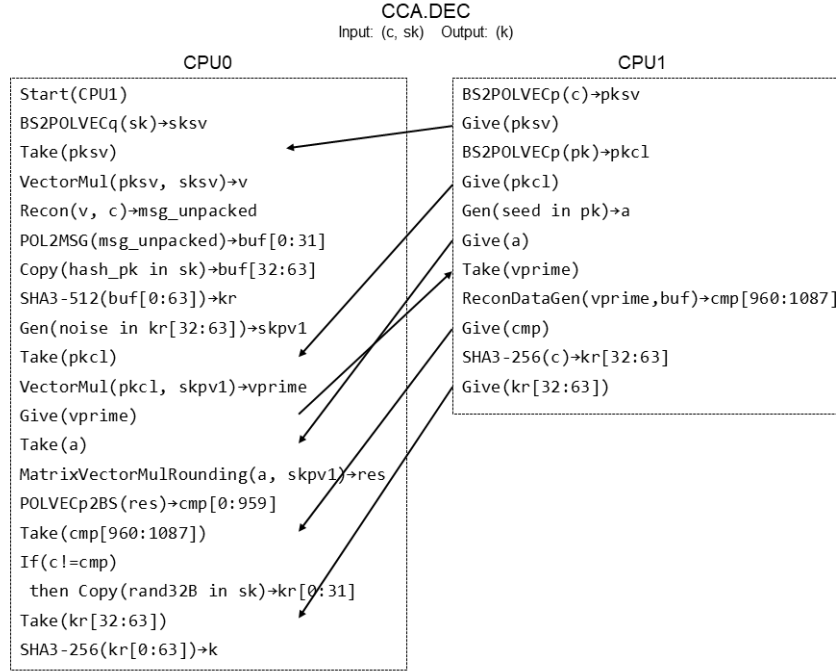 CCA.DEC
Input: (c, sk) Output: (k)
CPU0
Start(CPU1)
BS2POLVECq(sk)→sksv
Take(pksv)
VectorMul(pksv, sksv)→v
Recon(v, c)→msg_unpacked
POL2MSG(msg_unpacked)→buf[0:31]
Copy(hash_pk in sk)→buf[32:63]
SHA3-512(buf[0:63])→kr
Gen(noise in kr[32:63])→skpv1
Take(pkcl)
VectorMul(pkcl, skpv1)→vprime
Give(vprime)
Take(a)
MatrixVectorMulRounding(a, skpv1)→res
POLVECp2BS(res)→cmp[0:959]
Take(cmp[960:1087])
If(c!=cmp)
then Copy(rand32B in sk)→kr[0:31]
Take(kr[32:63])
SHA3-256(kr[0:63])→k
CPU1
BS2POLVECp(c)→pksv
Give(pksv)
BS2POLVECp(pk)→pkcl
Give(pkcl)
Gen(seed in pk)→a
Give(a)
Take(vprime)
ReconDataGen(vprime,buf)→cmp[960:1087]
Give(cmp)
SHA3-256(c)→kr[32:63]
Give(kr[32:63])